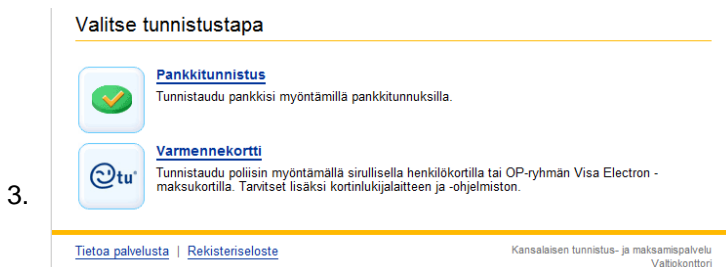 Valitse tunnistustapa
Pankkitunnistus
Tunnistaudu pankkisi myöntämillä pankkitunnuksilla.
Varmennekortti
tu
Tunnistaudu poliisin myöntämällä sirullisella henkilökortilla tai OP-ryhmän Visa Electron -
maksukortilla. Tarvitset lisäksi kortinlukijalaitteen ja -ohjelmiston.
3.
Tietoa palvelusta | Rekisteriseloste
Kansalaisen tunnistus- ja maksamispalvelu
Valtiokonttori